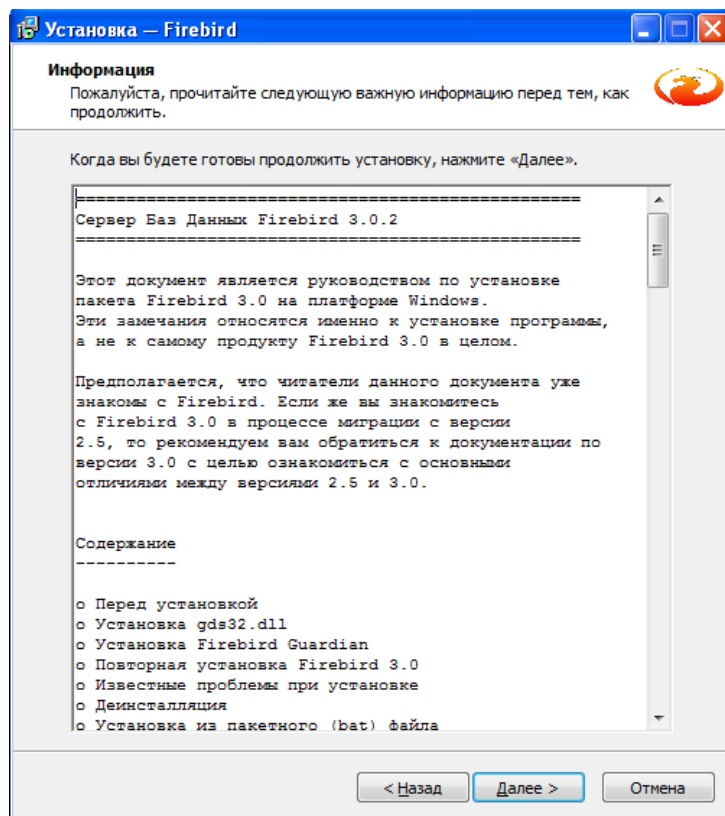 Установка — Firebird
Информация
Пожалуйста, прочитайте следующую важную информацию перед тем, как
продолжить.
Когда вы будете готовы продолжить установку, нажмите «Далее».
==================================================
Сервер Баз Данных Firebird 3.0.2
==================================================
Этот документ является руководством по установке
пакета Firebird 3.0 на платформе Windows.
Эти замечания относятся именно к установке программы,
а не к самому продукту Firebird 3.0 в целом.
Предполагается, что читатели данного документа уже
знакомы с Firebird. Если же вы знакомитесь
с Firebird 3.0 в процессе миграции с версии
2.5, то рекомендуем вам обратиться к документации по
версии 3.0 с целью ознакомиться с основными
отличиями между версиями 2.5 и 3.0.
Содержание
----------
o Перед установкой
o Установка gds32.dll
o Установка Firebird Guardian
o Повторная установка Firebird 3.0
o Известные проблемы при установке
o Деинсталляция
o Установка из пакетного (bat) файла
< Назад
Далее >
Отмена